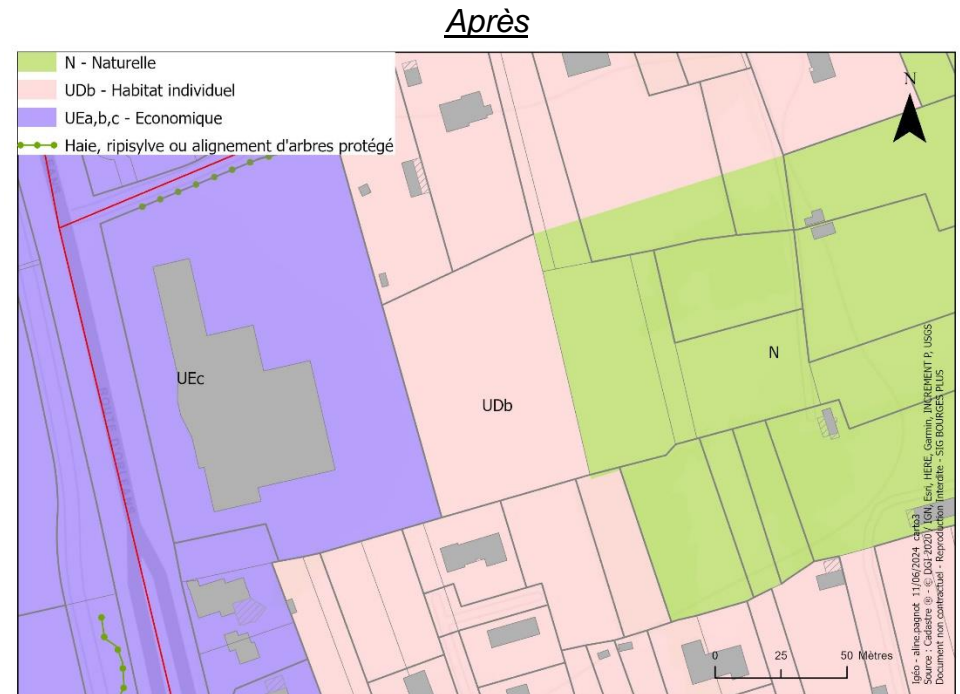 Après
N - Naturelle
UDb - Habitat individuel
UEa,b,c - Economique
Haie, ripisylve ou alignement d'arbres protégé
N
UEc
UDb
N
ROUTE D'ORLEANS
0 25 50 Mètres
Igéo - aline.pagnot 11/06/2024 carto3
Source : Cadastre ® - © DGI-2020 / IGN, Esri, HERE, Garmin, INCREMENT P, USGS
Document non contractuel - Reproduction Interdite - SIG BOURGES PLUS